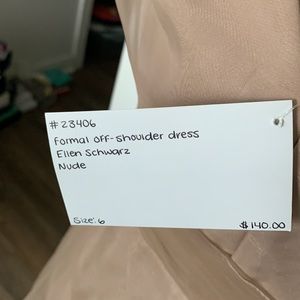 # 23406
Formal off-shoulder dress
Ellen Schwarz
Nude
Size: 6
$140.00